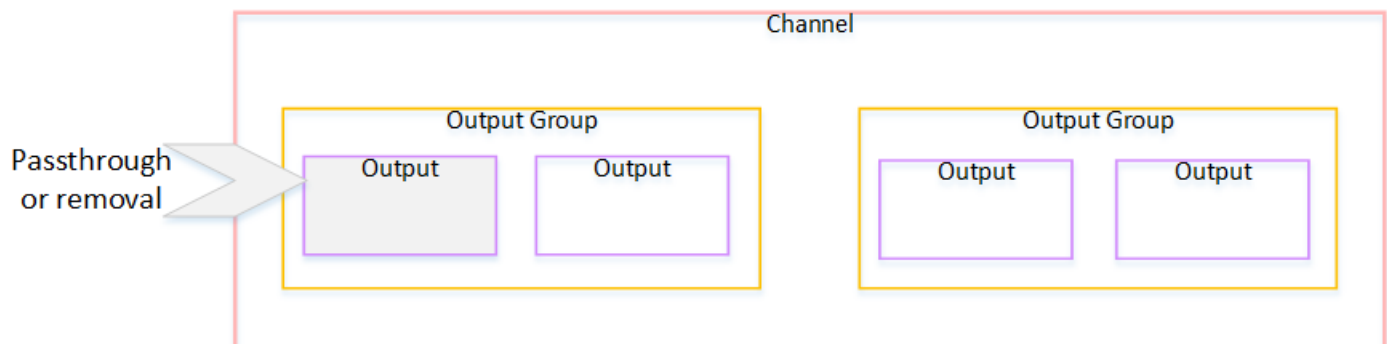 Channel
Output Group
Output Group
Passthrough
or removal
Output
Output
Output
Output